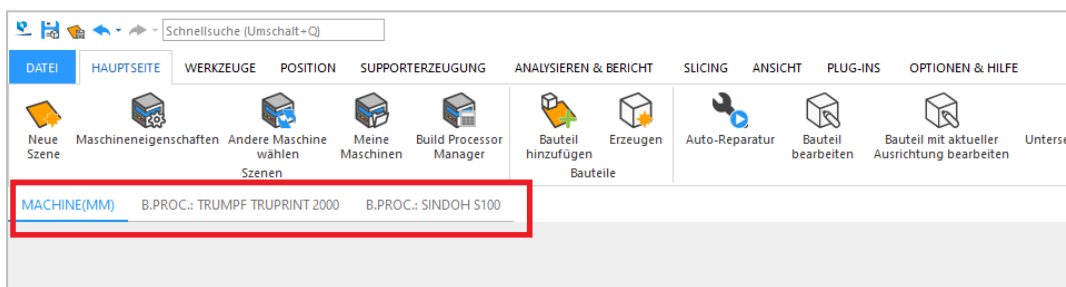 Schnellsuche (Umschalt+Q)
DATEI HAUPTSEITE WERKZEUGE POSITION SUPPORTERZEUGUNG ANALYSIEREN & BERICHT SLICING ANSICHT PLUG-INS OPTIONEN & HILFE
Neue Maschineneigenschaften Andere Maschine Meine Build Processor Bauteil Erzeugen Auto-Reparatur Bauteil Bauteil mit aktueller
Szene wählen Maschinen Manager hinzufügen bearbeiten Ausrichtung bearbeiten
Szenen Bauteile
MACHINE(MM) B.PROC.: TRUMPF TRUPRINT 2000 B.PROC.: SINDOH S100